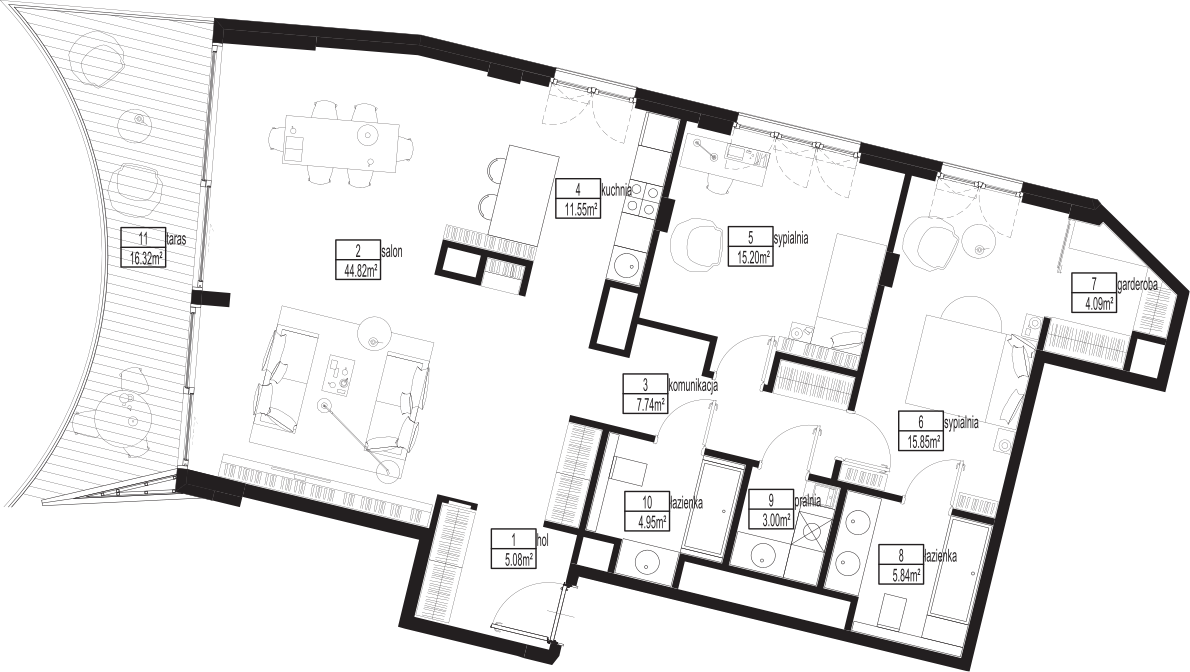 4 kuchnia
11.55m²
11 taras
16.32m²
2 salon
44.82m²
5 sypialnia
15.20m²
7 garderoba
4.09m²
3 komunikacja
7.74m²
6 sypialnia
15.85m²
10 łazienka
4.95m²
9 pralnia
3.00m²
1 hol
5.08m²
8 łazienka
5.84m²